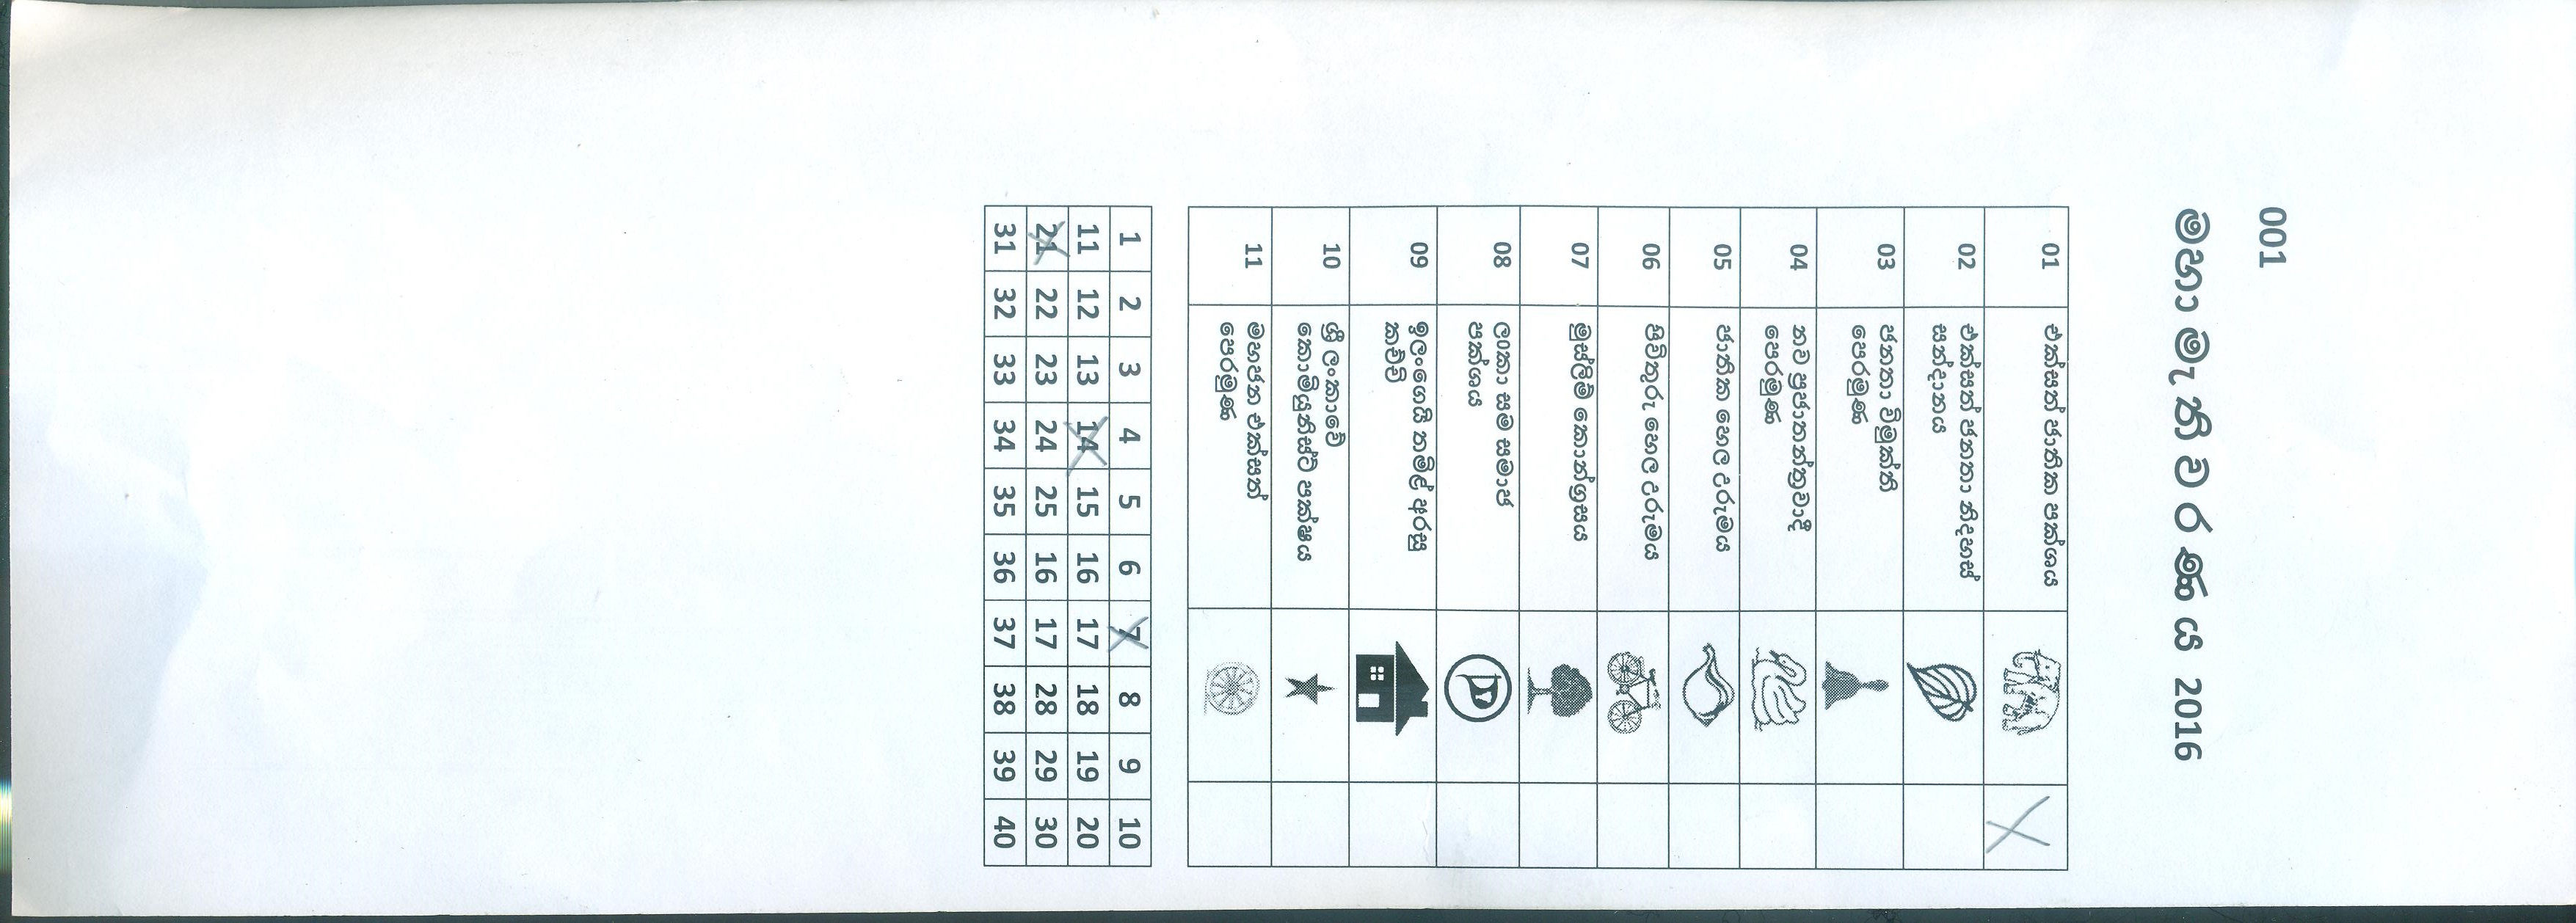 001
මහා මැතිවරණය 2016
01 එක්සත් ජාතික පක්ශය X
02 එක්සත් ජනතා නිදහස්
සන්ද්‍යානය
03 ජනතා විමුක්ති
පෙරමුණ
04 නව ප්‍රජාතන්ත්‍රවාදී
පෙරමුණ
05 ජාතික හෙල උරුමය
06 පිවිතුරු හෙල උරුමය
07 මුස්ලිම් කොන්ග්‍රසය
08 ලංකා සම සමාජ
පක්ශය
09 ඉලංගෙයි තමිල් අරසු
කච්චි
10 ශ්‍රී ලංකාවේ
කොමියුනිස්ට් පක්ෂය
11 මහජන එක්සත්
පෙරමුණ
1 2 3 4 5 6 7 8 9 10
11 12 13 14 15 16 17 18 19 20
21 22 23 24 25 16 17 28 29 30
31 32 33 34 35 36 37 38 39 40